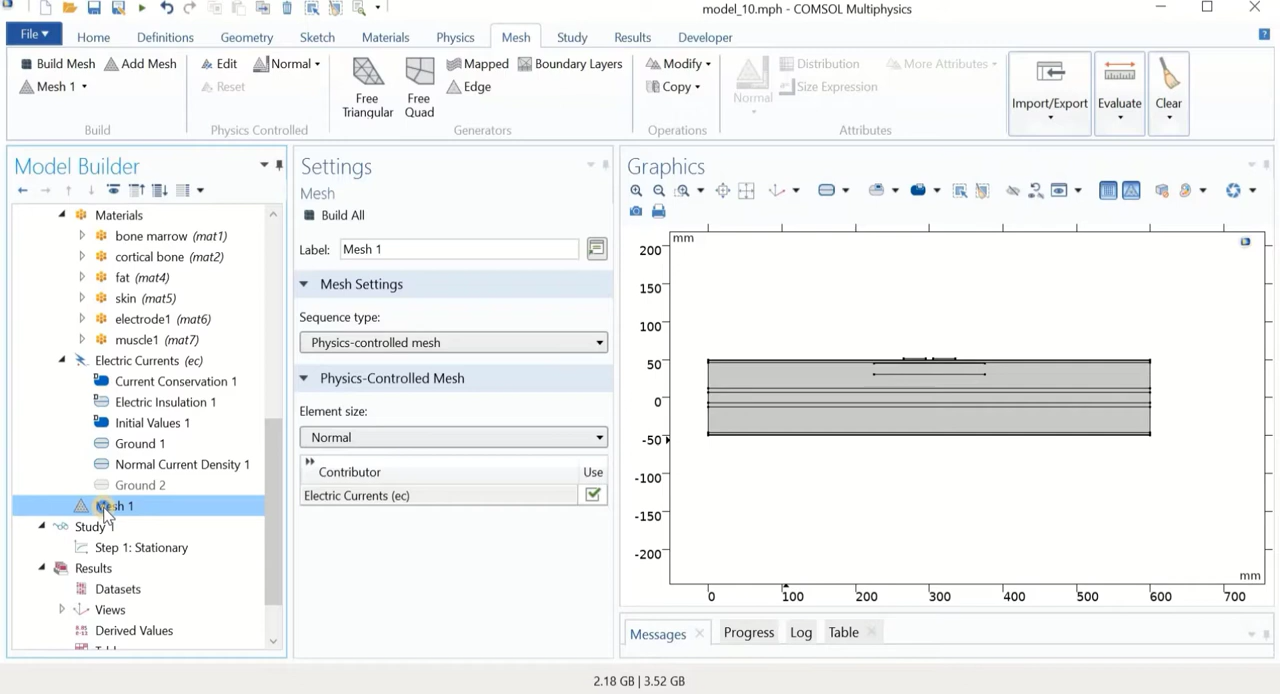 model_10.mph - COMSOL Multiphysics
File Home Definitions Geometry Sketch Materials Physics Mesh Study Results Developer
Build Mesh Add Mesh
Mesh 1
Build
Edit Normal
Reset
Physics Controlled
Free Triangular
Free Quad
Mapped Boundary Layers
Edge
Generators
Modify
Copy
Operations
Normal
Distribution More Attributes
Size Expression
Attributes
Import/Export
Evaluate
Clear
Model Builder
Materials
bone marrow (mat1)
cortical bone (mat2)
fat (mat4)
skin (mat5)
electrode1 (mat6)
muscle1 (mat7)
Electric Currents (ec)
Current Conservation 1
Electric Insulation 1
Initial Values 1
Ground 1
Normal Current Density 1
Ground 2
Mesh 1
Study 1
Step 1: Stationary
Results
Datasets
Views
Derived Values
Settings
Mesh
Build All
Label: Mesh 1
Mesh Settings
Sequence type:
Physics-controlled mesh
Physics-Controlled Mesh
Element size:
Normal
Contributor Use
Electric Currents (ec)
Graphics
mm
200
150
100
50
0
-50
-100
-150
-200
mm
0 100 200 300 400 500 600 700
Messages Progress Log Table
2.18 GB | 3.52 GB